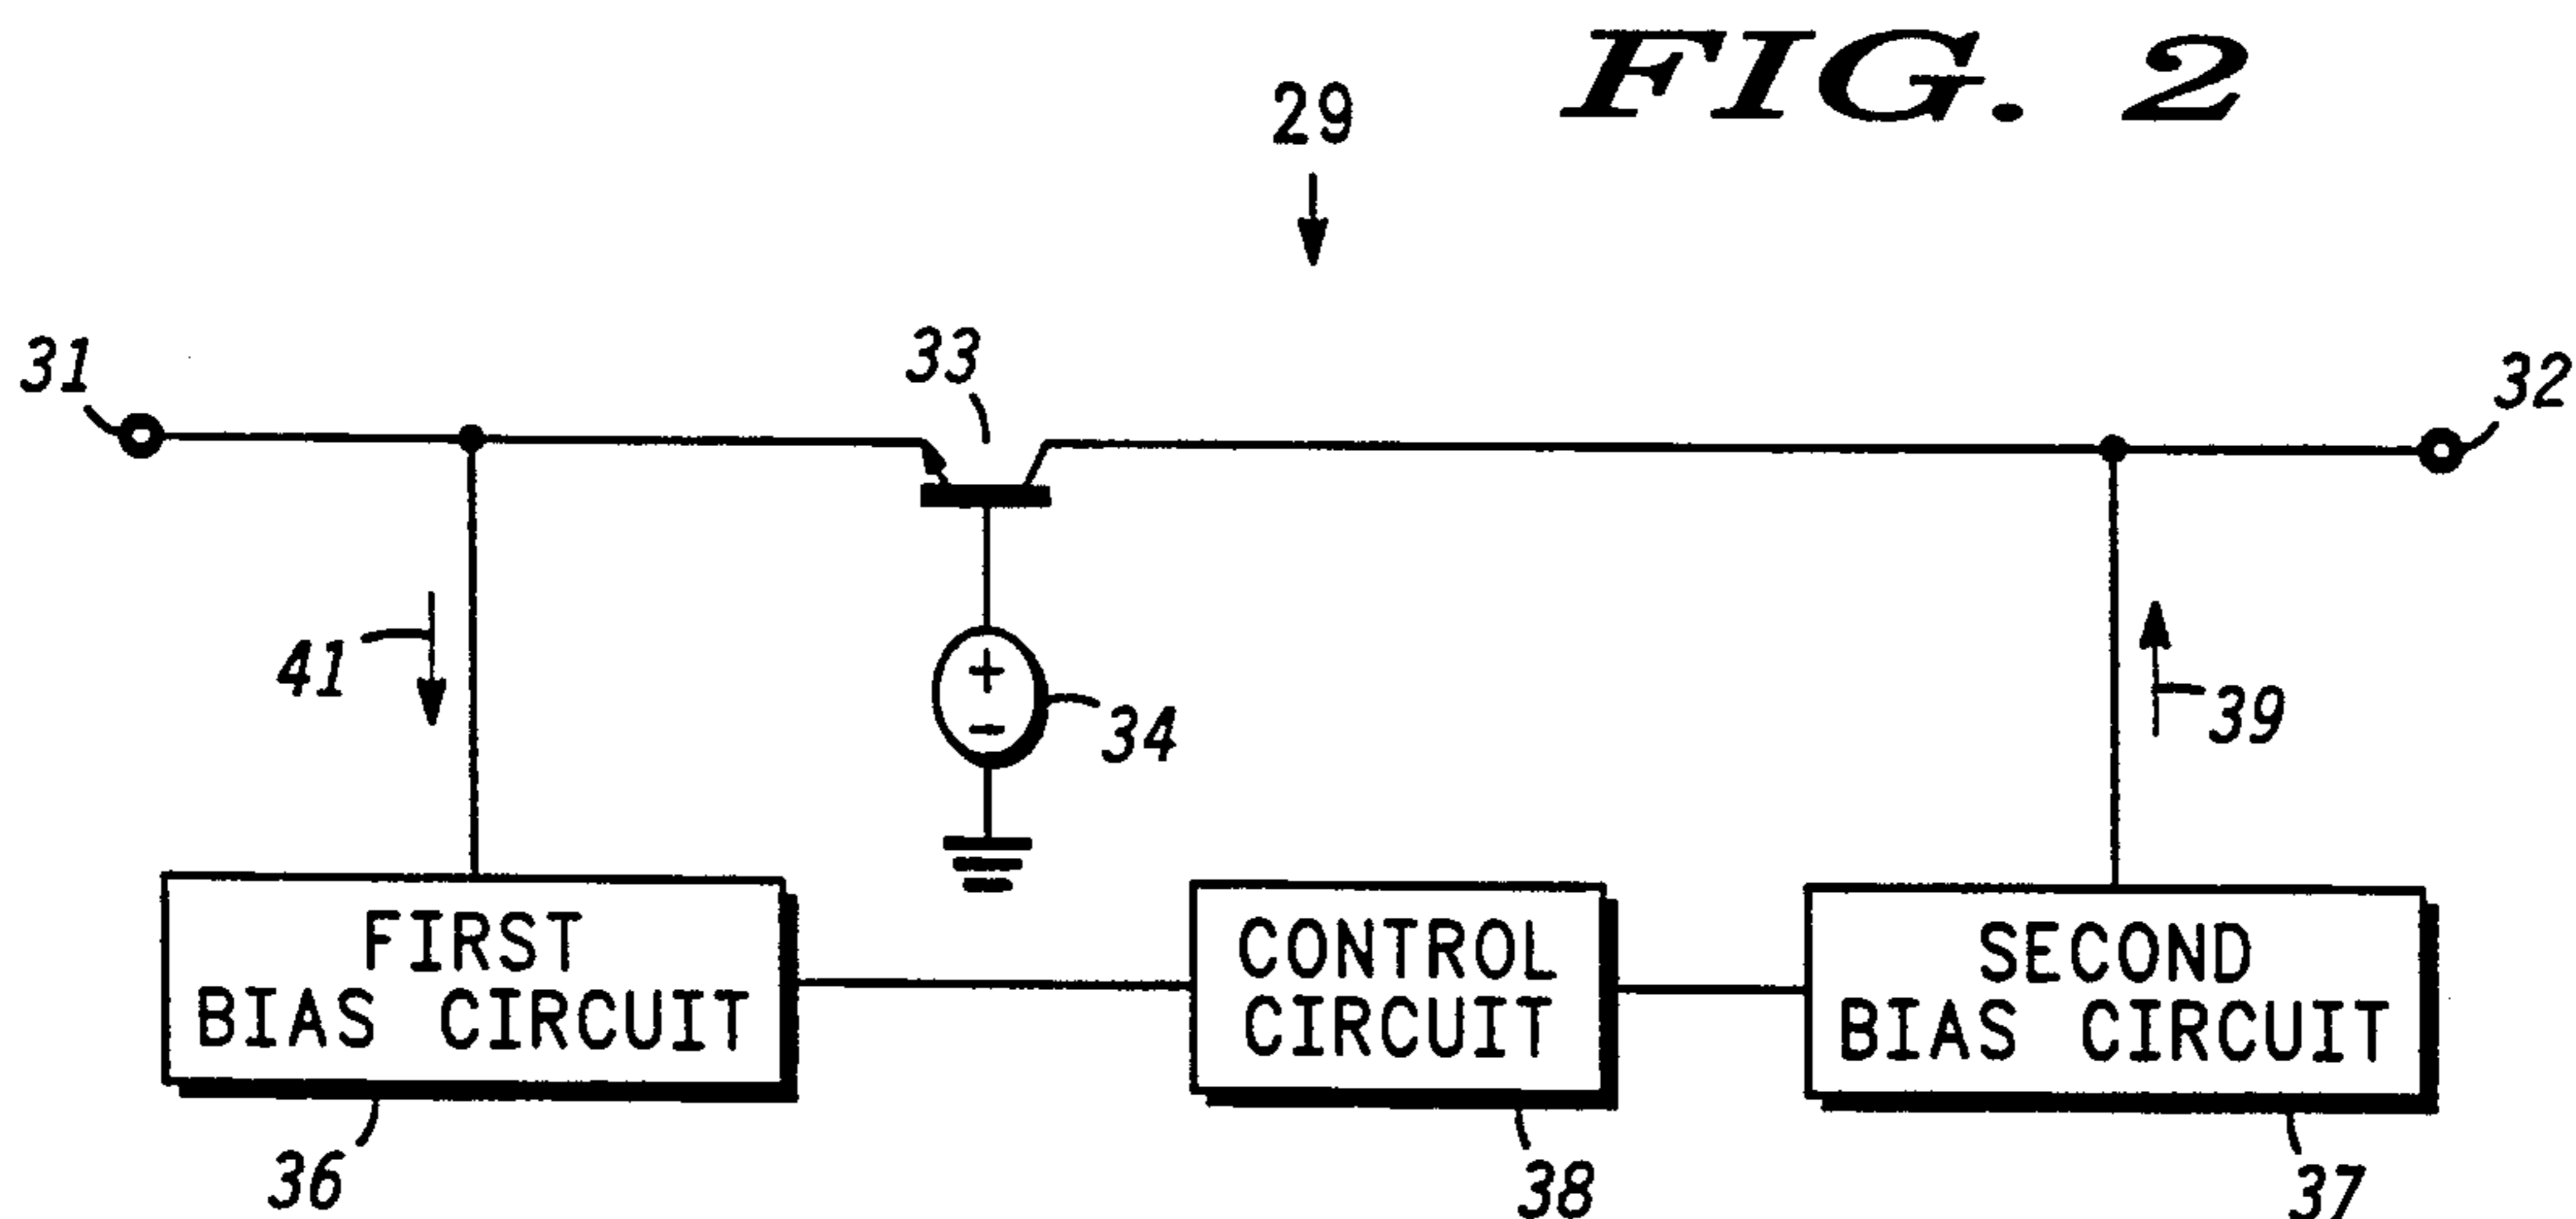 FIG. 2
29
31
33
32
41
34
39
FIRST
BIAS CIRCUIT
CONTROL
CIRCUIT
SECOND
BIAS CIRCUIT
+
-
36
38
37